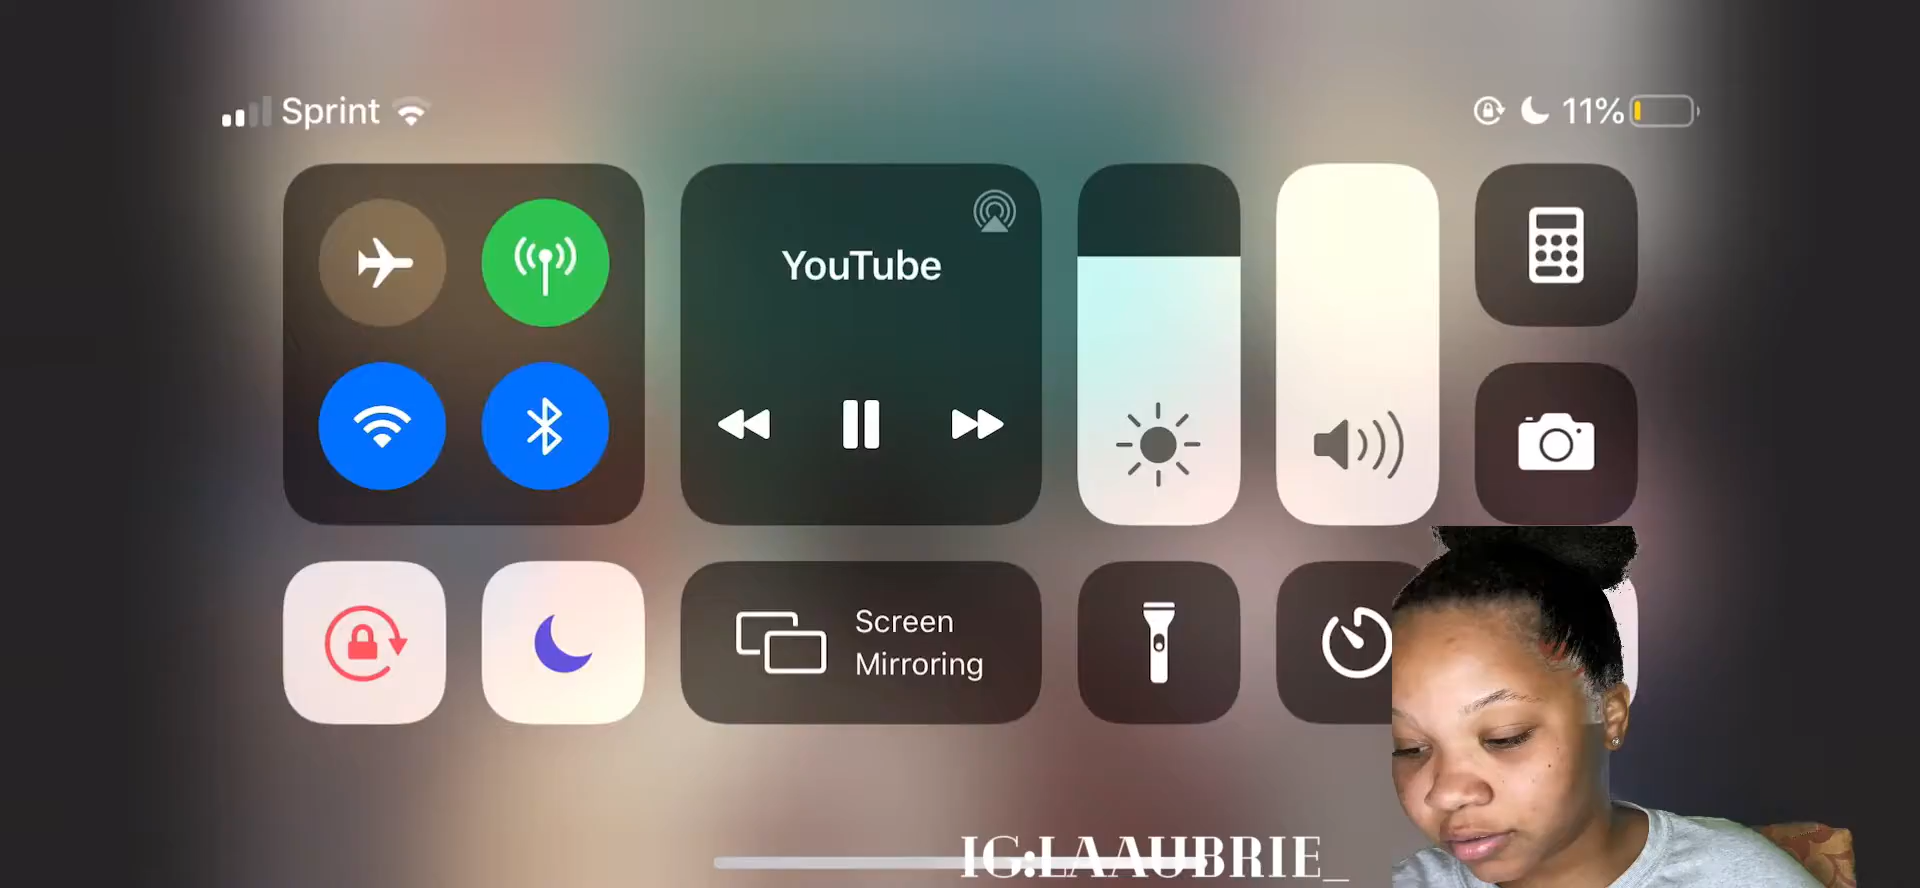 Sprint
11%
YouTube
Screen
Mirroring
IG:LAAUBRIE_